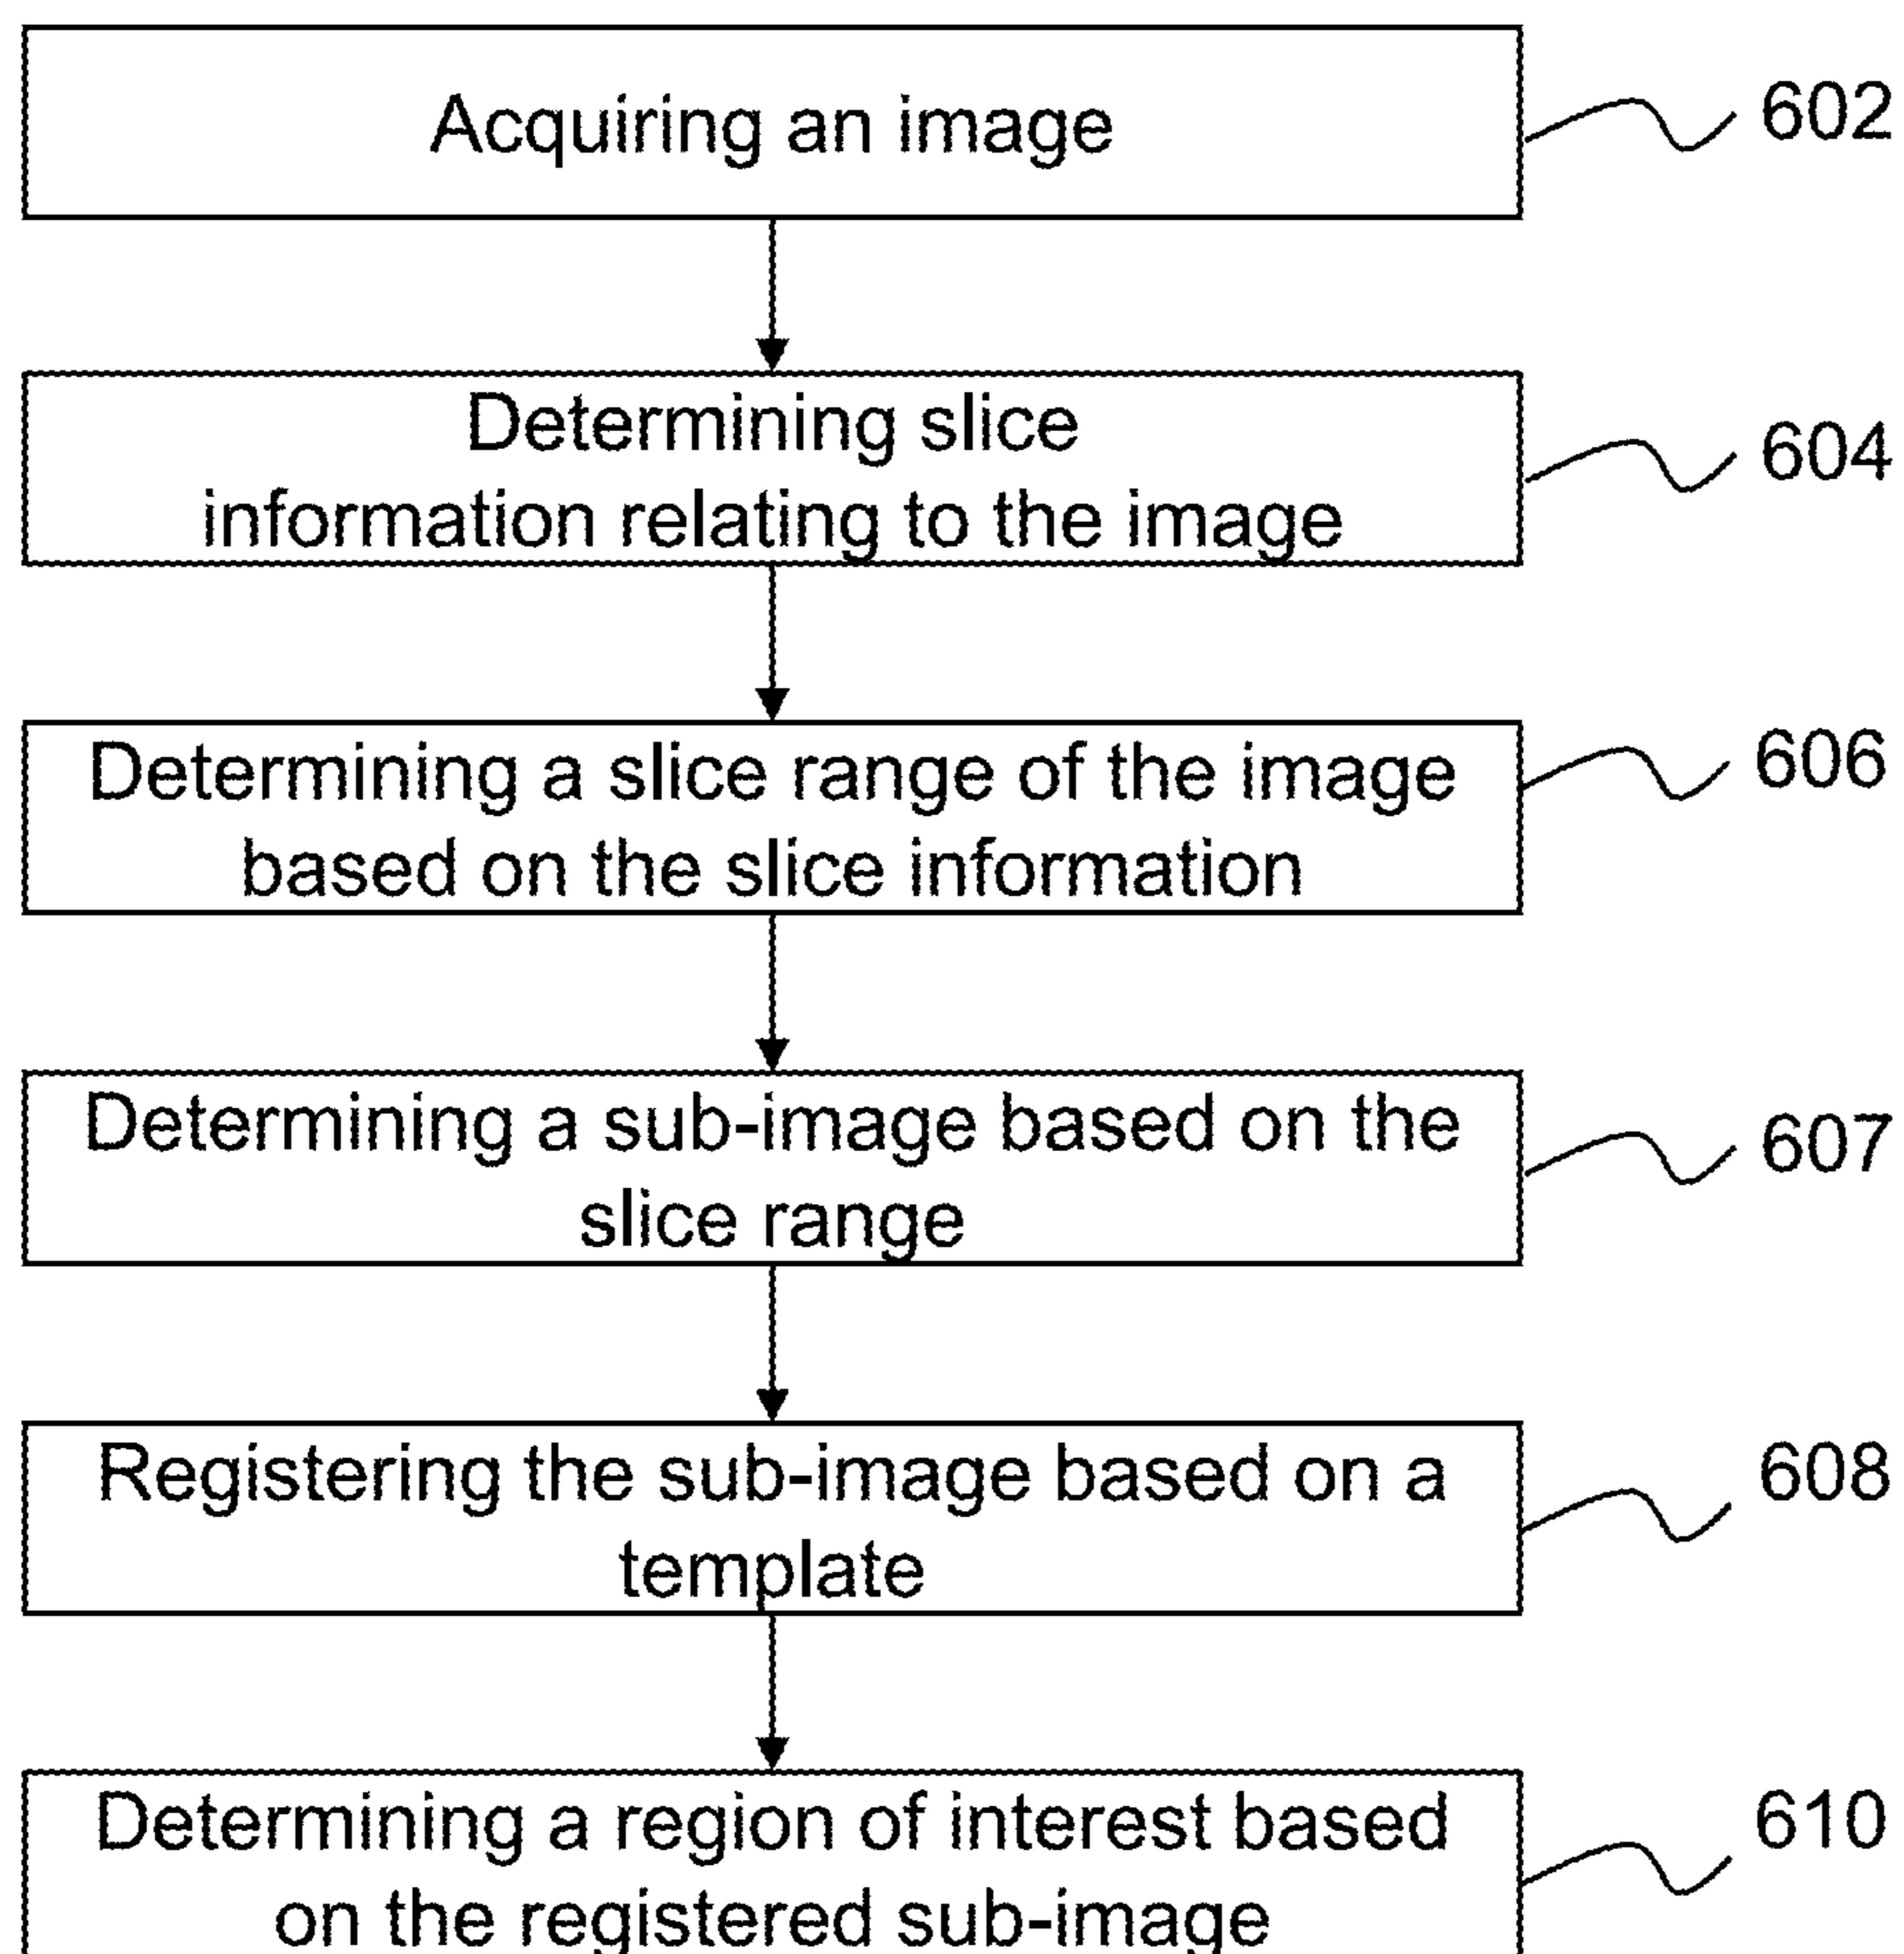 Acquiring an image
602
Determining slice
information relating to the image
604
Determining a slice range of the image
based on the slice information
606
Determining a sub-image based on the
slice range
607
Registering the sub-image based on a
template
608
Determining a region of interest based
on the registered sub-image
610